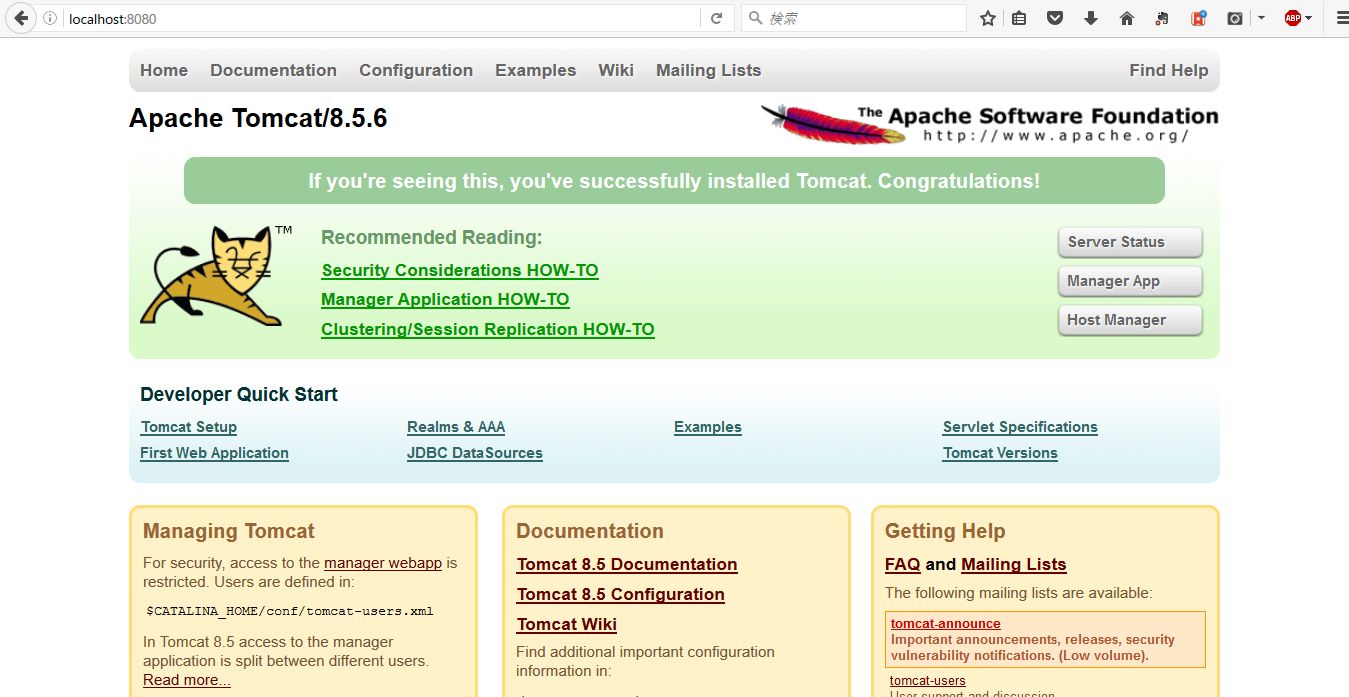 localhost:8080
検索
ABP
Home Documentation Configuration Examples Wiki Mailing Lists Find Help
Apache Tomcat/8.5.6
The Apache Software Foundation
http://www.apache.org/
If you're seeing this, you've successfully installed Tomcat. Congratulations!
TM
Recommended Reading:
Security Considerations HOW-TO
Manager Application HOW-TO
Clustering/Session Replication HOW-TO
Server Status
Manager App
Host Manager
Developer Quick Start
Tomcat Setup
First Web Application
Realms & AAA
JDBC DataSources
Examples
Servlet Specifications
Tomcat Versions
Managing Tomcat
For security, access to the manager webapp is
restricted. Users are defined in:
$CATALINA_HOME/conf/tomcat-users.xml
In Tomcat 8.5 access to the manager
application is split between different users.
Read more...
Documentation
Tomcat 8.5 Documentation
Tomcat 8.5 Configuration
Tomcat Wiki
Find additional important configuration
information in:
Getting Help
FAQ and Mailing Lists
The following mailing lists are available:
tomcat-announce
Important announcements, releases, security
vulnerability notifications. (Low volume).
tomcat-users
User support and discussion